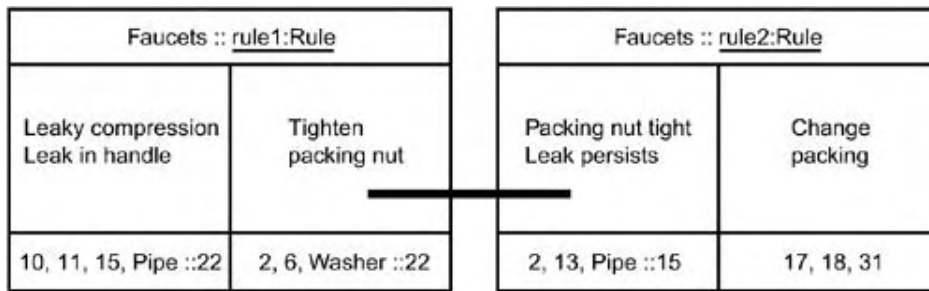 Faucets :: rule1:Rule
Leaky compression
Leak in handle
Tighten
packing nut
10, 11, 15, Pipe ::22
2, 6, Washer ::22
Faucets :: rule2:Rule
Packing nut tight
Leak persists
Change
packing
2, 13, Pipe ::15
17, 18, 31